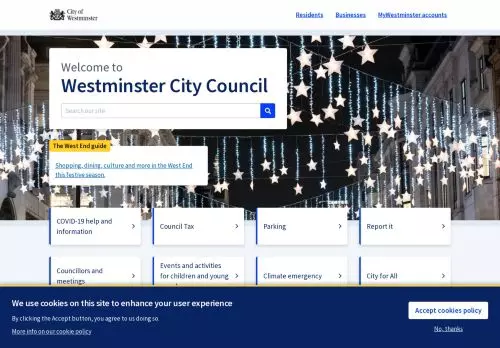 City of
Westminster
Residents
Businesses
MyWestminster accounts
Welcome to
Westminster City Council
Search our site
The West End guide
Shopping, dining, culture and more in the West End
this festive season.
COVID-19 help and
information
Council Tax
Parking
Report it
Councillors and
meetings
Events and activities
for children and young
Climate emergency
City for All
We use cookies on this site to enhance your user experience
By clicking the Accept button, you agree to us doing so.
More info on our cookie policy
Accept cookies policy
No, thanks